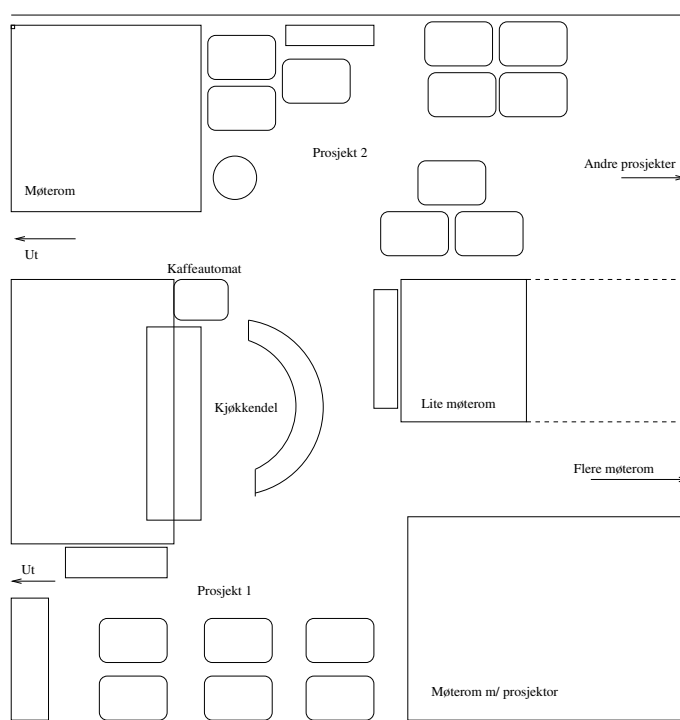 Prosjekt 2
Andre prosjekter
Møterom
Ut
Kaffeautomat
Kjøkkendel
Lite møterom
Flere møterom
Ut
Prosjekt 1
Møterom m/ prosjektor